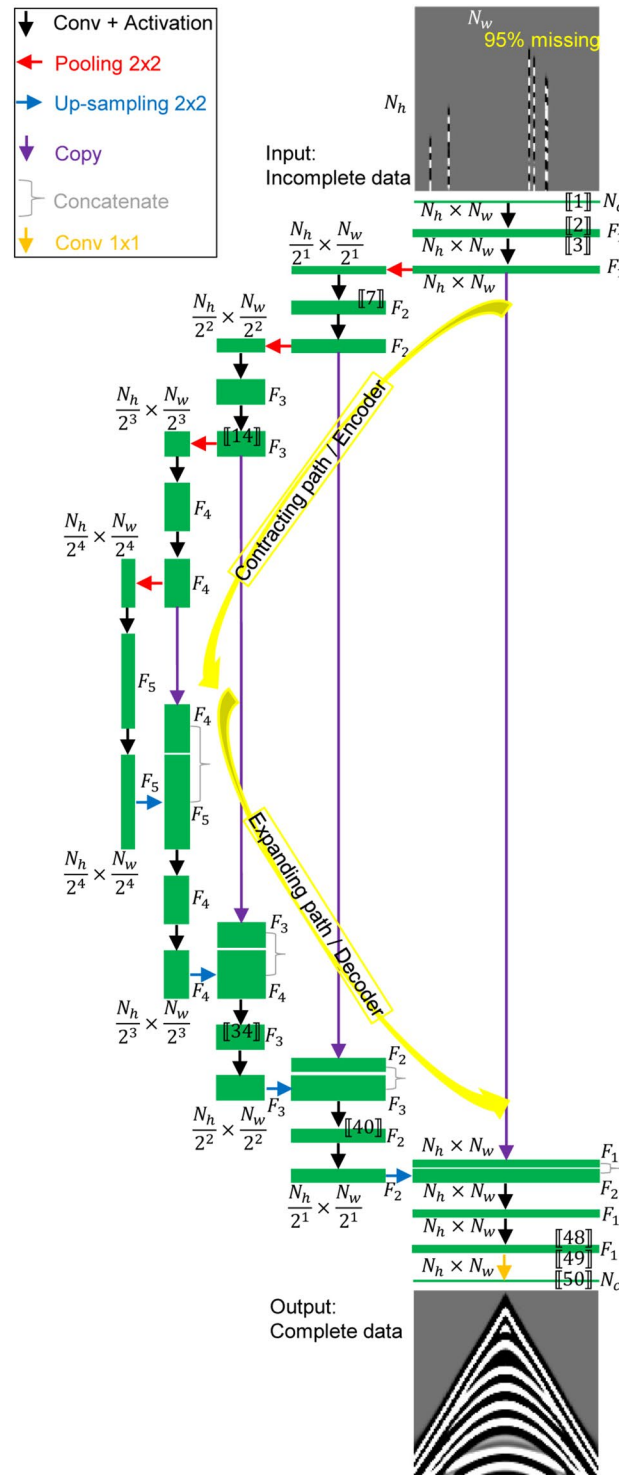 Conv + Activation
Pooling 2x2
Up-sampling 2x2
Copy
Concatenate
Conv 1x1
N_w
95% missing
N_h
Input:
Incomplete data
⟦1⟧
N_h × N_w
⟦2⟧
N_h × N_w
⟦3⟧
N_h/2^1 × N_w/2^1
N_h × N_w
⟦7⟧
F_2
N_h/2^2 × N_w/2^2
F_2
F_3
N_h/2^3 × N_w/2^3
⟦14⟧
F_3
Contracting path / Encoder
F_4
N_h/2^4 × N_w/2^4
F_4
F_5
F_4
F_5
F_5
N_h/2^4 × N_w/2^4
Expanding path / Decoder
F_4
F_3
F_4
F_4
N_h/2^3 × N_w/2^3
⟦34⟧
F_3
F_2
F_3
F_3
N_h/2^2 × N_w/2^2
⟦40⟧
F_2
N_h × N_w
F_1
F_2
F_2
N_h/2^1 × N_w/2^1
N_h × N_w
F_1
N_h × N_w
⟦48⟧
F_1
⟦49⟧
N_h × N_w
⟦50⟧
Output:
Complete data